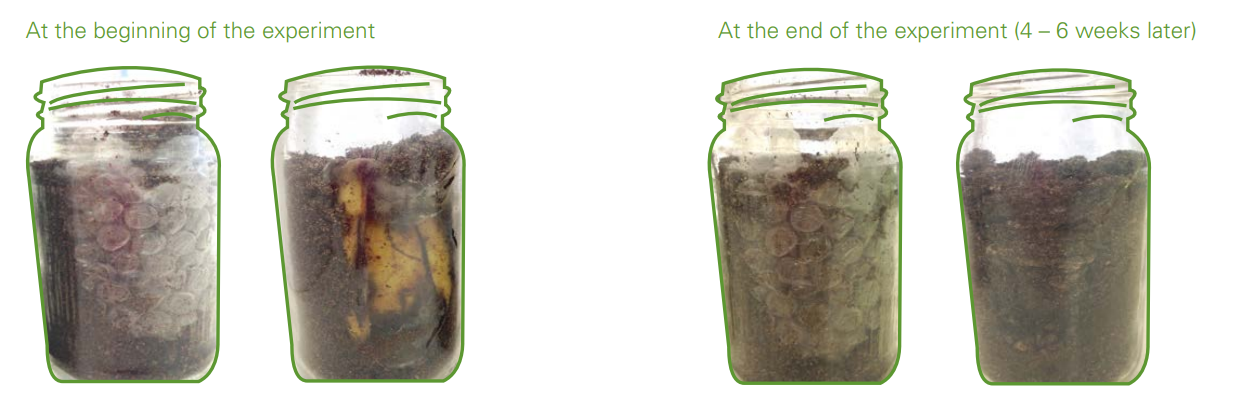 At the beginning of the experiment
At the end of the experiment (4 – 6 weeks later)